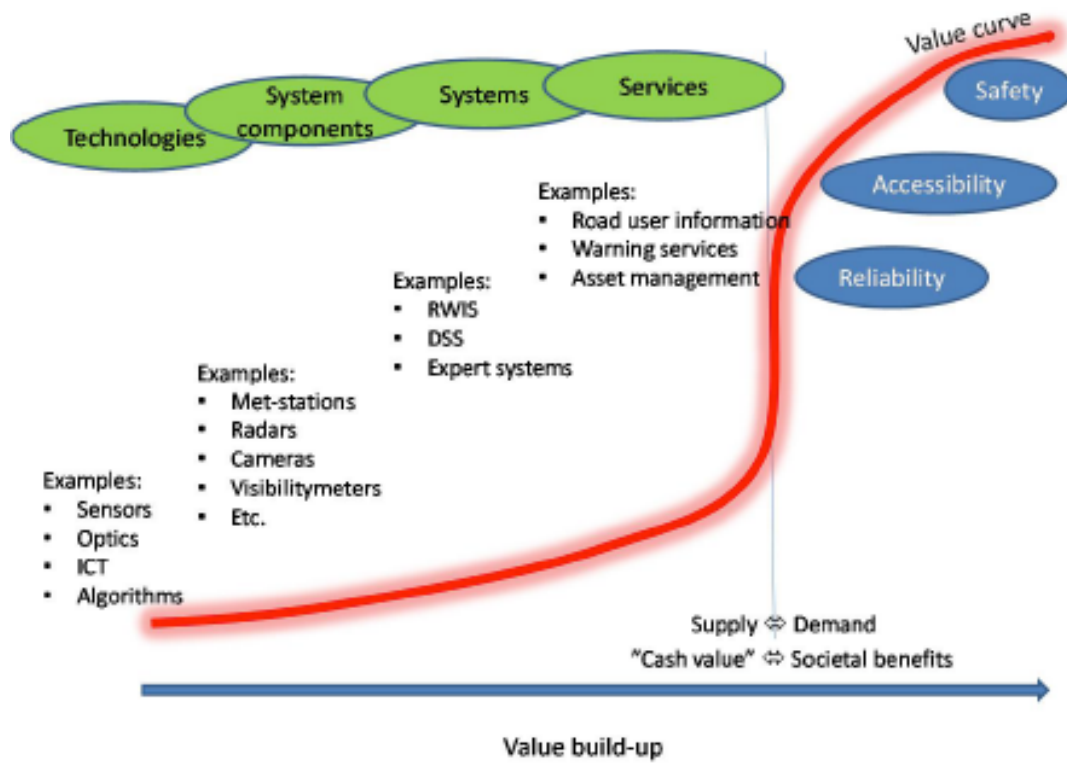 Value curve
Technologies
System
components
Systems
Services
Safety
Accessibility
Reliability
Examples:
▪ Road user information
▪ Warning services
▪ Asset management
Examples:
▪ RWIS
▪ DSS
▪ Expert systems
Examples:
▪ Met-stations
▪ Radars
▪ Cameras
▪ Visibilitymeters
▪ Etc.
Examples:
▪ Sensors
▪ Optics
▪ ICT
▪ Algorithms
Supply ⇔ Demand
"Cash value" ⇔ Societal benefits
Value build-up